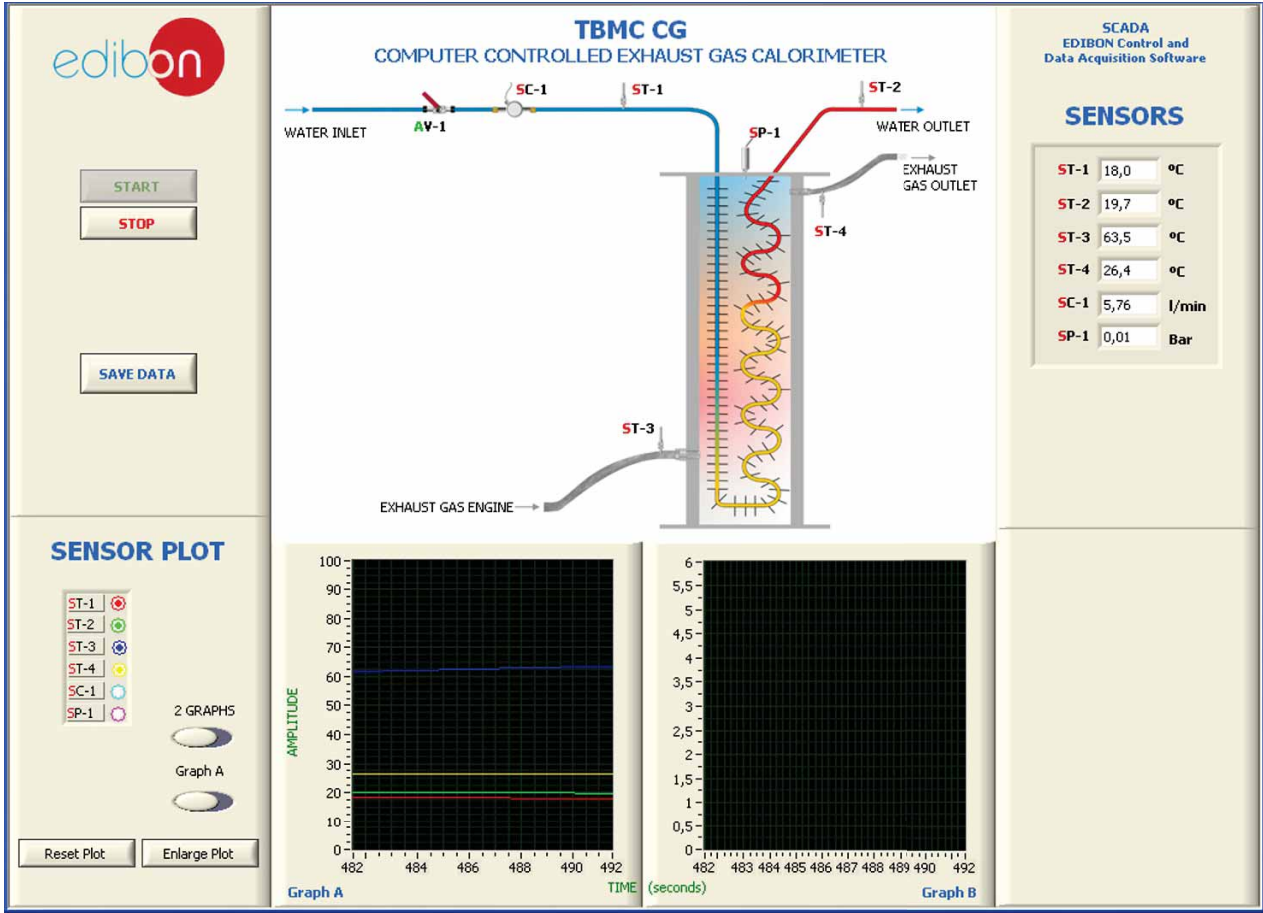 edibon
START
STOP
SAVE DATA
TBMC CG
COMPUTER CONTROLLED EXHAUST GAS CALORIMETER
SC-1
ST-1
ST-2
WATER INLET
AV-1
WATER OUTLET
SP-1
EXHAUST
GAS OUTLET
ST-4
ST-3
EXHAUST GAS ENGINE
SCADA
EDIBON Control and
Data Acquisition Software
SENSORS
ST-1 18,0 ºC
ST-2 19,7 ºC
ST-3 63,5 ºC
ST-4 26,4 ºC
SC-1 5,76 l/min
SP-1 0,01 Bar
SENSOR PLOT
ST-1
ST-2
ST-3
ST-4
SC-1
SP-1
2 GRAPHS
Graph A
Reset Plot Enlarge Plot
AMPLITUDE
100
90
80
70
60
50
40
30
20
10
0
482 484 486 488 490 492
Graph A
TIME (seconds)
6
5,5
5
4,5
4
3,5
3
2,5
2
1,5
1
0,5
0
482 483 484 485 486 487 488 489 490 492
Graph B